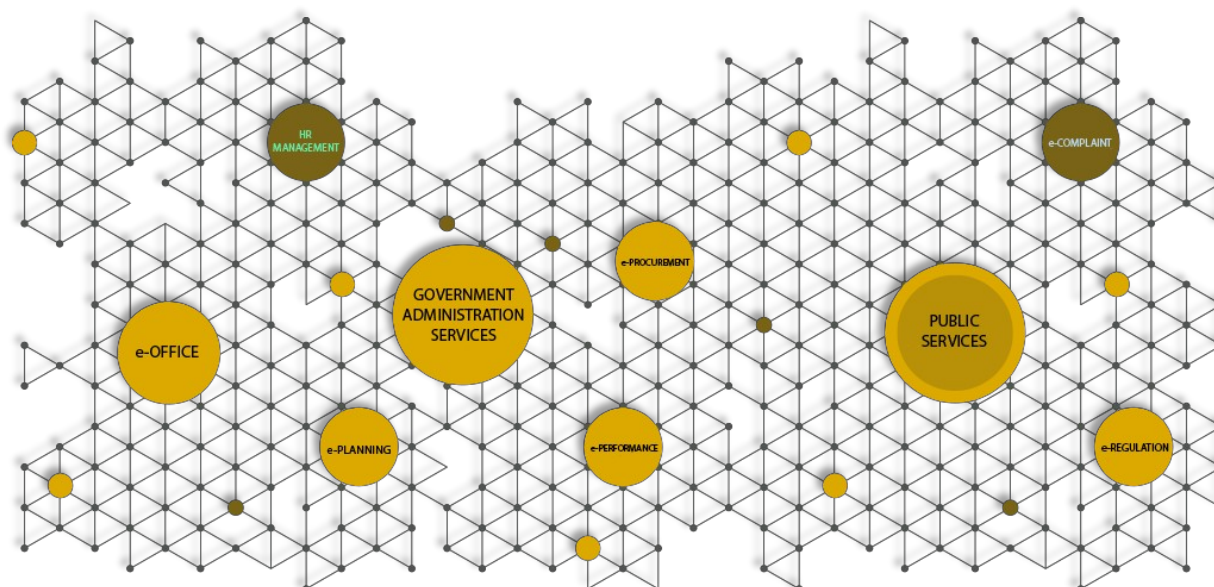 HR
MANAGEMENT
e-COMPLAINT
e-PROCUREMENT
GOVERNMENT
ADMINISTRATION
SERVICES
PUBLIC
SERVICES
e-OFFICE
e-PLANNING
e-PERFORMANCE
e-REGULATION